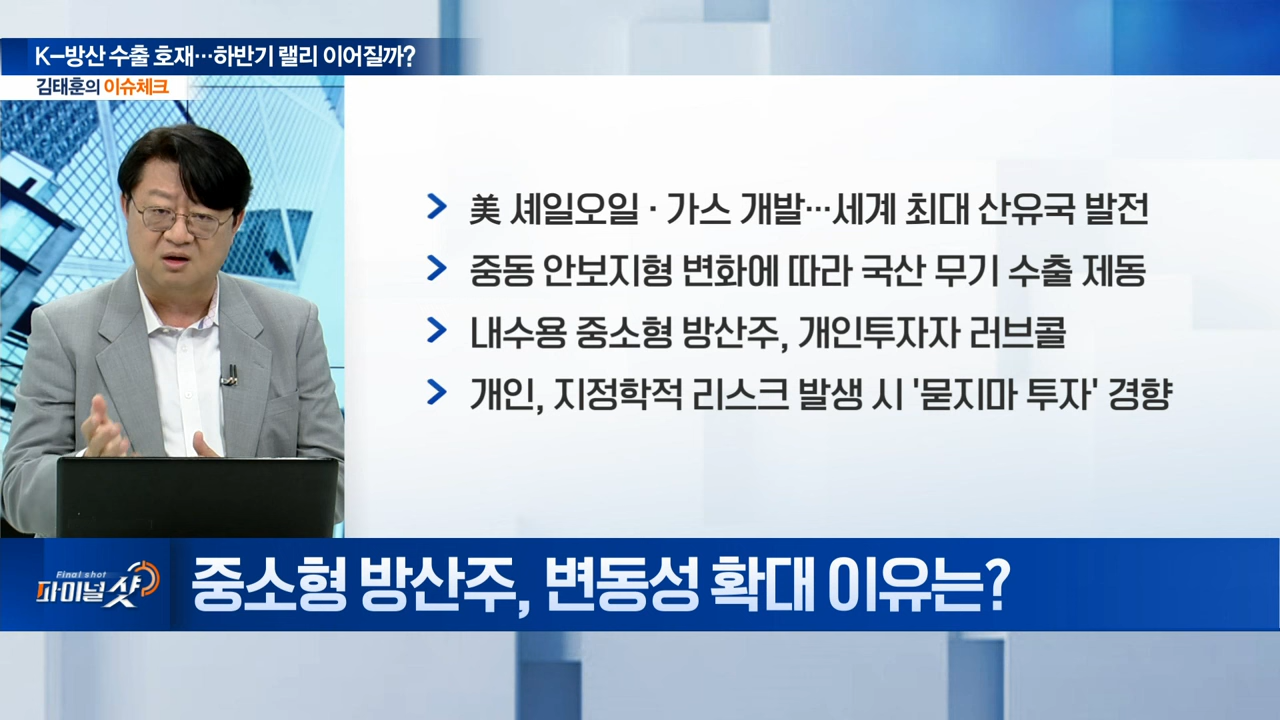 K-방산 수출 호재…하반기 랠리 이어질까?
김태훈의 이슈체크
美 셰일오일·가스 개발…세계 최대 산유국 발전
중동 안보지형 변화에 따라 국산 무기 수출 제동
내수용 중소형 방산주, 개인투자자 러브콜
개인, 지정학적 리스크 발생 시 '묻지마 투자' 경향
Final shot
파이널샷
중소형 방산주, 변동성 확대 이유는?